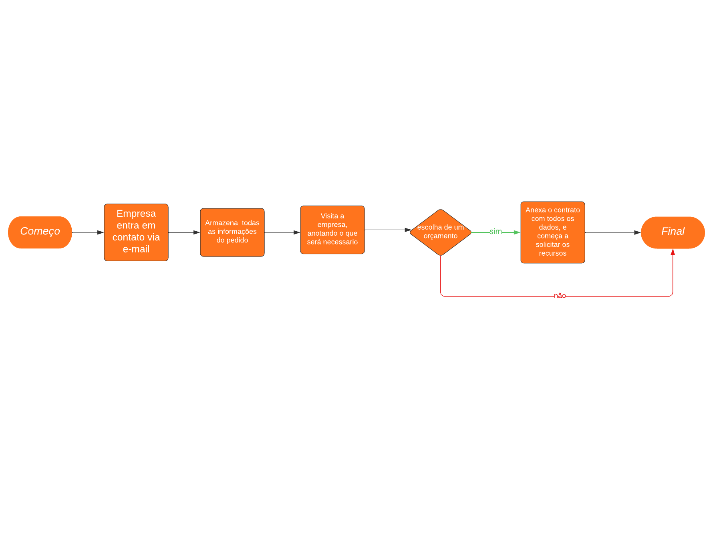 Começo
Empresa
entra em
contato via
e-mail
Armazena todas
as informações
do pedido
Visita a
empresa,
anotando o que
será necessario
escolha de um
orçamento
sim
Anexa o contrato
com todos os
dados, e
começa a
solicitar os
recursos
Final
não